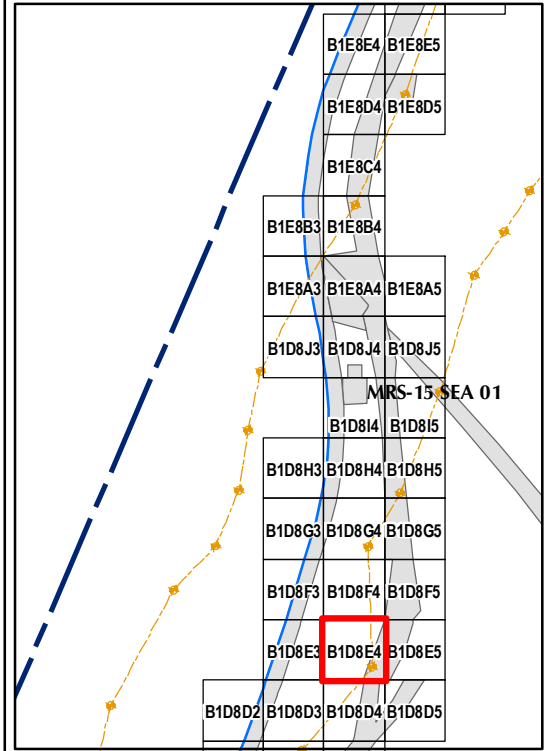 B1E8E4 B1E8E5
B1E8D4 B1E8D5
B1E8C4
B1E8B3 B1E8B4
B1E8A3 B1E8A4 B1E8A5
B1D8J3 B1D8J4 B1D8J5
MRS-15 SEA 01
B1D8I4 B1D8I5
B1D8H3 B1D8H4 B1D8H5
B1D8G3 B1D8G4 B1D8G5
B1D8F3 B1D8F4 B1D8F5
B1D8E3 B1D8E4 B1D8E5
B1D8D2 B1D8D3 B1D8D4 B1D8D5